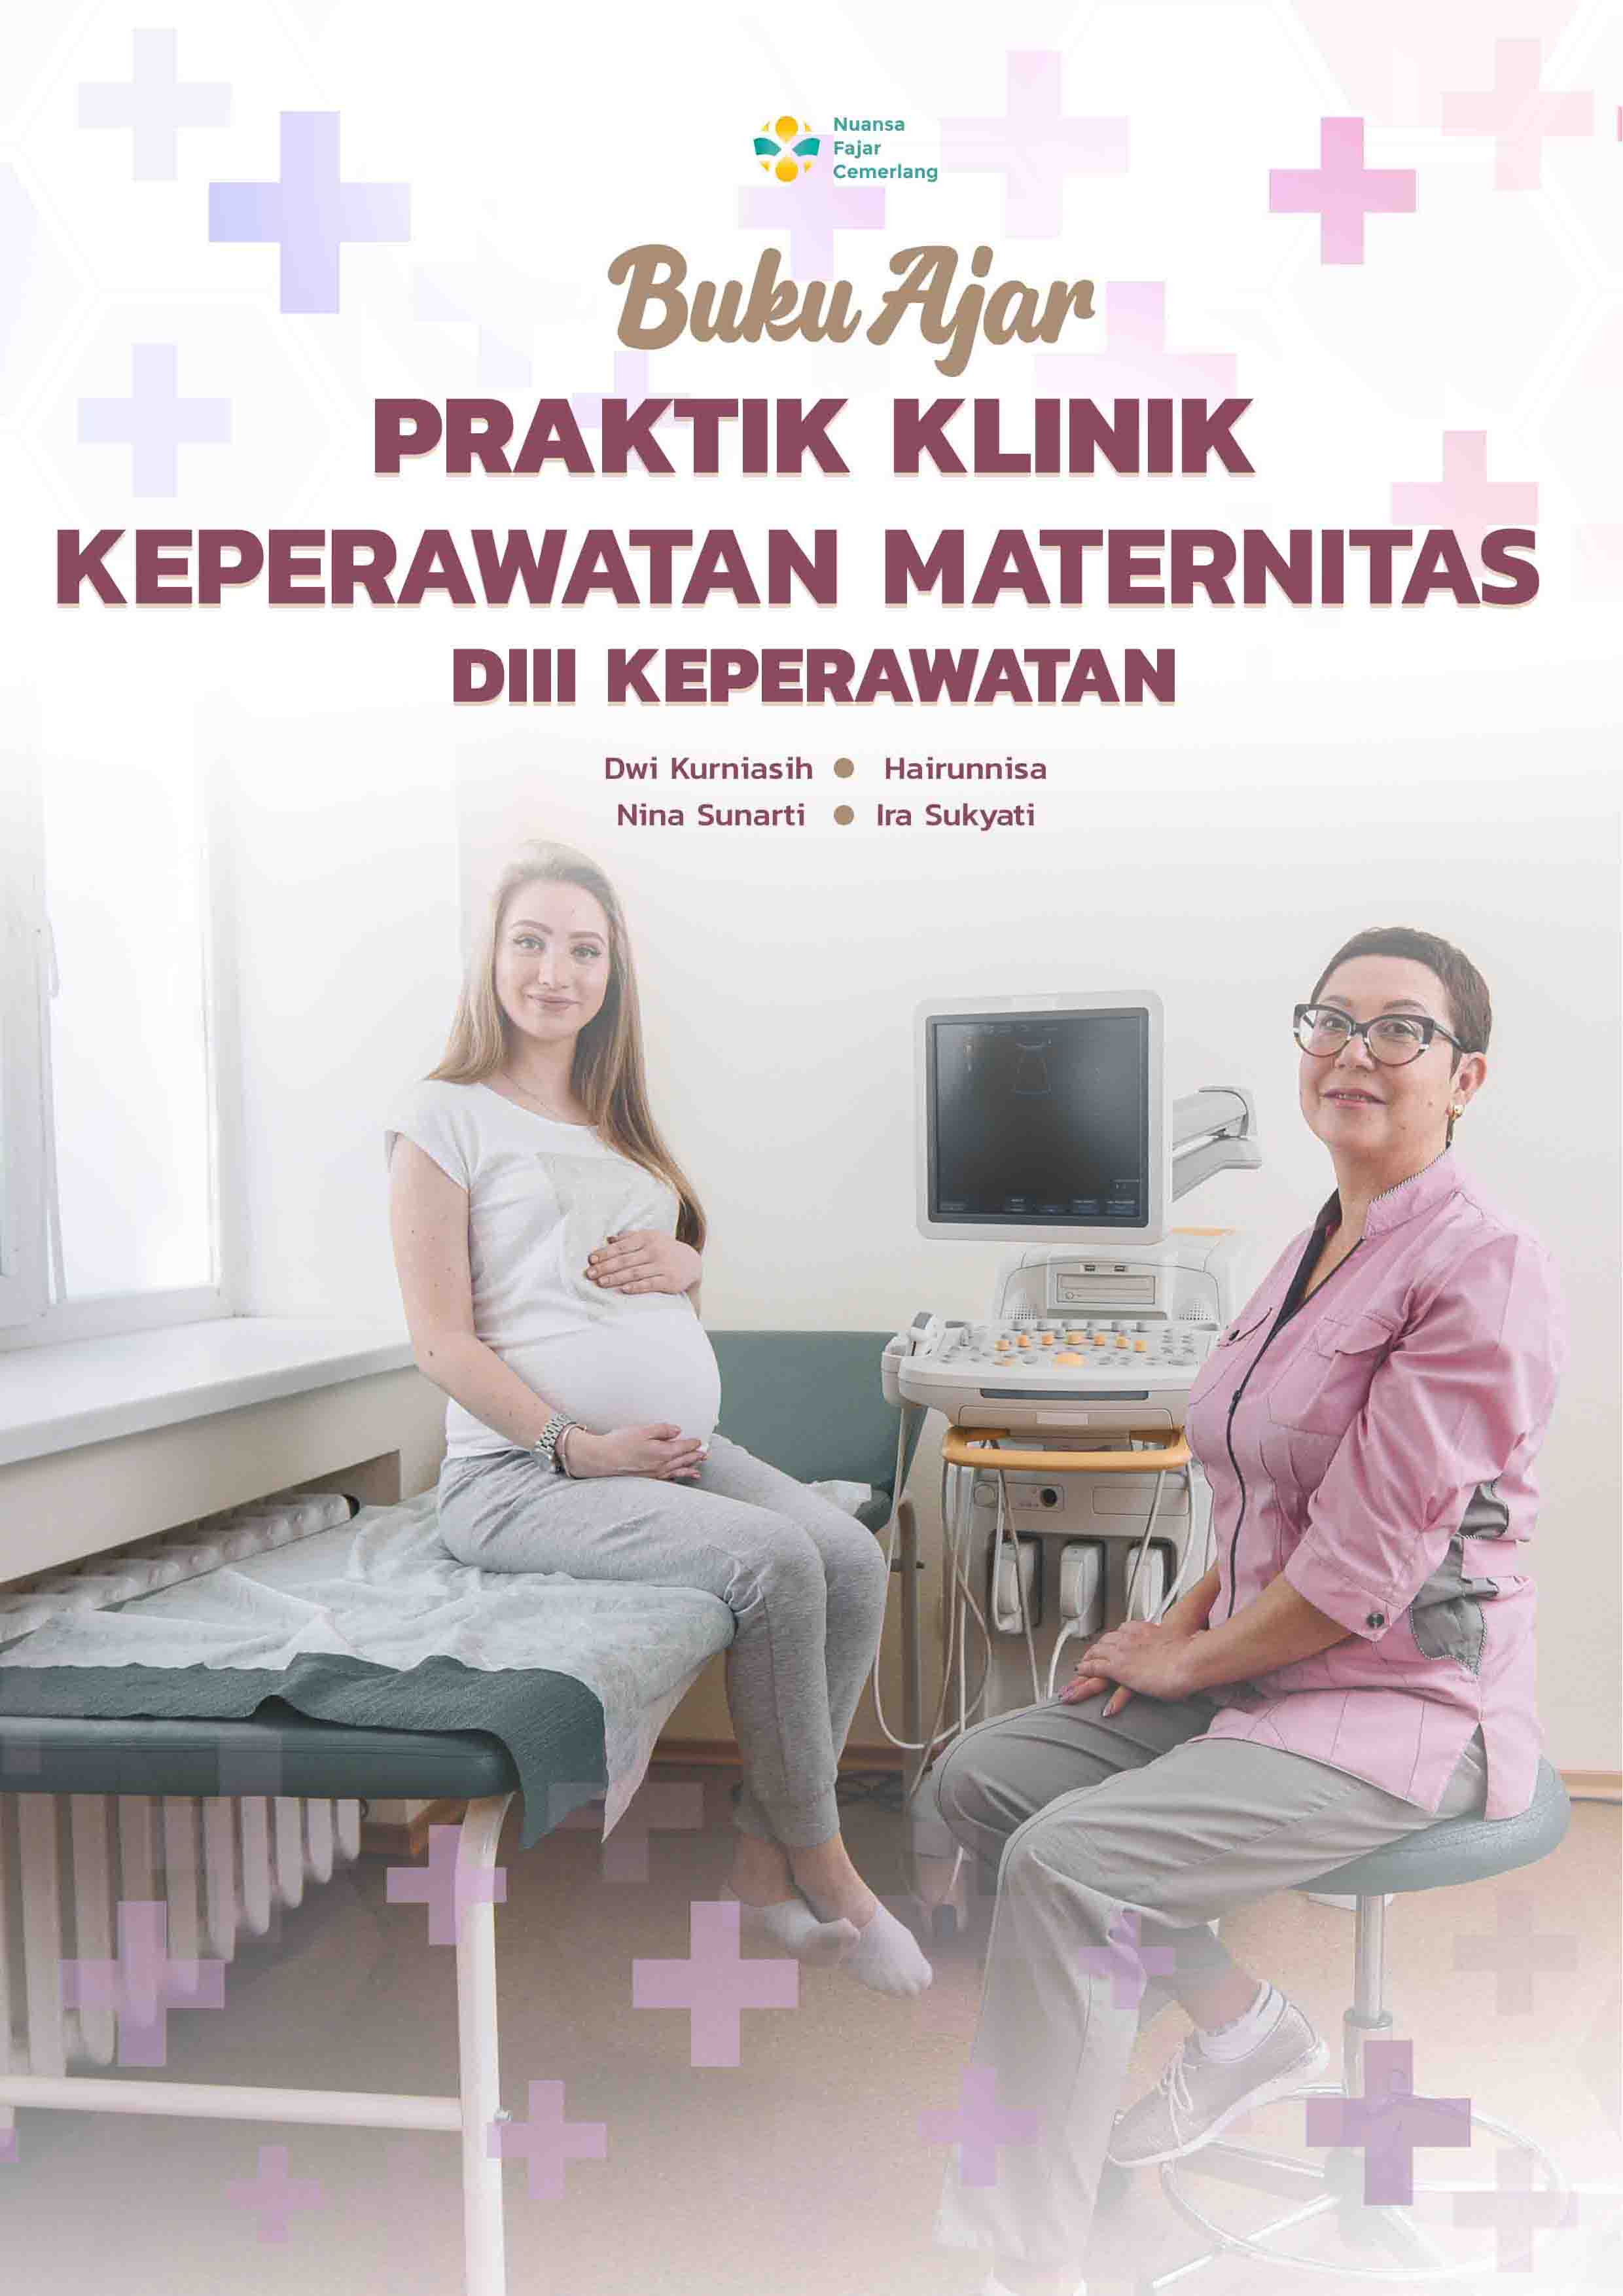 Nuansa
Fajar
Cemerlang
Buku Ajar
PRAKTIK KLINIK
KEPERAWATAN MATERNITAS
DIII KEPERAWATAN
Dwi Kurniasih ● Hairunnisa
Nina Sunarti ● Ira Sukyati